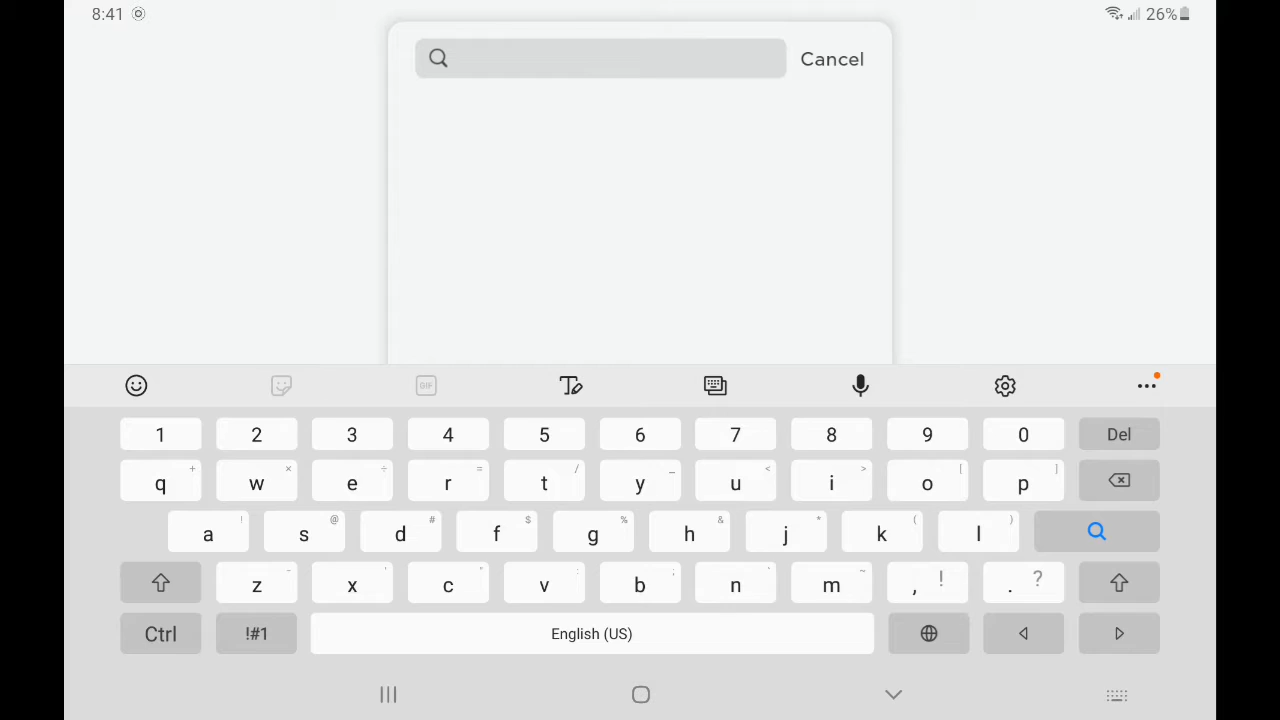 8:41 26%
Cancel
GIF
1 2 3 4 5 6 7 8 9 0 Del
+ × ÷ = / _ < > [ ]
q w e r t y u i o p
! @ # $ % & * ( )
a s d f g h j k l
- ' " : ; ' ~ ! ?
z x c v b n m , .
Ctrl !#1 English (US)